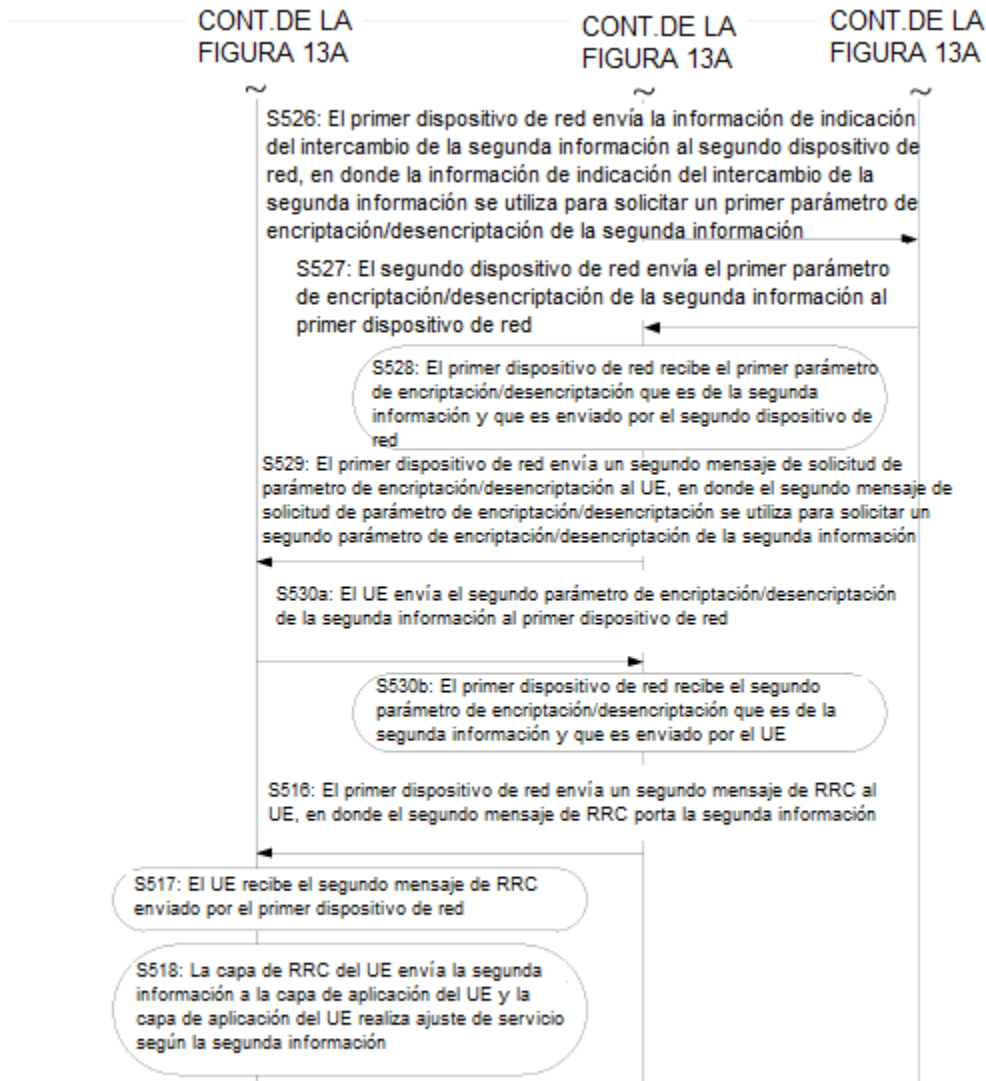 CONT.DE LA
FIGURA 13A
CONT.DE LA
FIGURA 13A
CONT.DE LA
FIGURA 13A
S526: El primer dispositivo de red envía la información de indicación
del intercambio de la segunda información al segundo dispositivo de
red, en donde la información de indicación del intercambio de la
segunda información se utiliza para solicitar un primer parámetro de
encriptación/desencriptación de la segunda información
S527: El segundo dispositivo de red envía el primer parámetro
de encriptación/desencriptación de la segunda información al
primer dispositivo de red
S528: El primer dispositivo de red recibe el primer parámetro
de encriptación/desencriptación que es de la segunda
información y que es enviado por el segundo dispositivo de
red
S529: El primer dispositivo de red envía un segundo mensaje de solicitud de
parámetro de encriptación/desencriptación al UE, en donde el segundo mensaje de
solicitud de parámetro de encriptación/desencriptación se utiliza para solicitar un
segundo parámetro de encriptación/desencriptación de la segunda información
S530a: El UE envía el segundo parámetro de encriptación/desencriptación
de la segunda información al primer dispositivo de red
S530b: El primer dispositivo de red recibe el segundo
parámetro de encriptación/desencriptación que es de la
segunda información y que es enviado por el UE
S516: El primer dispositivo de red envía un segundo mensaje de RRC al
UE, en donde el segundo mensaje de RRC porta la segunda información
S517: El UE recibe el segundo mensaje de RRC
enviado por el primer dispositivo de red
S518: La capa de RRC del UE envía la segunda
información a la capa de aplicación del UE y la
capa de aplicación del UE realiza ajuste de servicio
según la segunda información